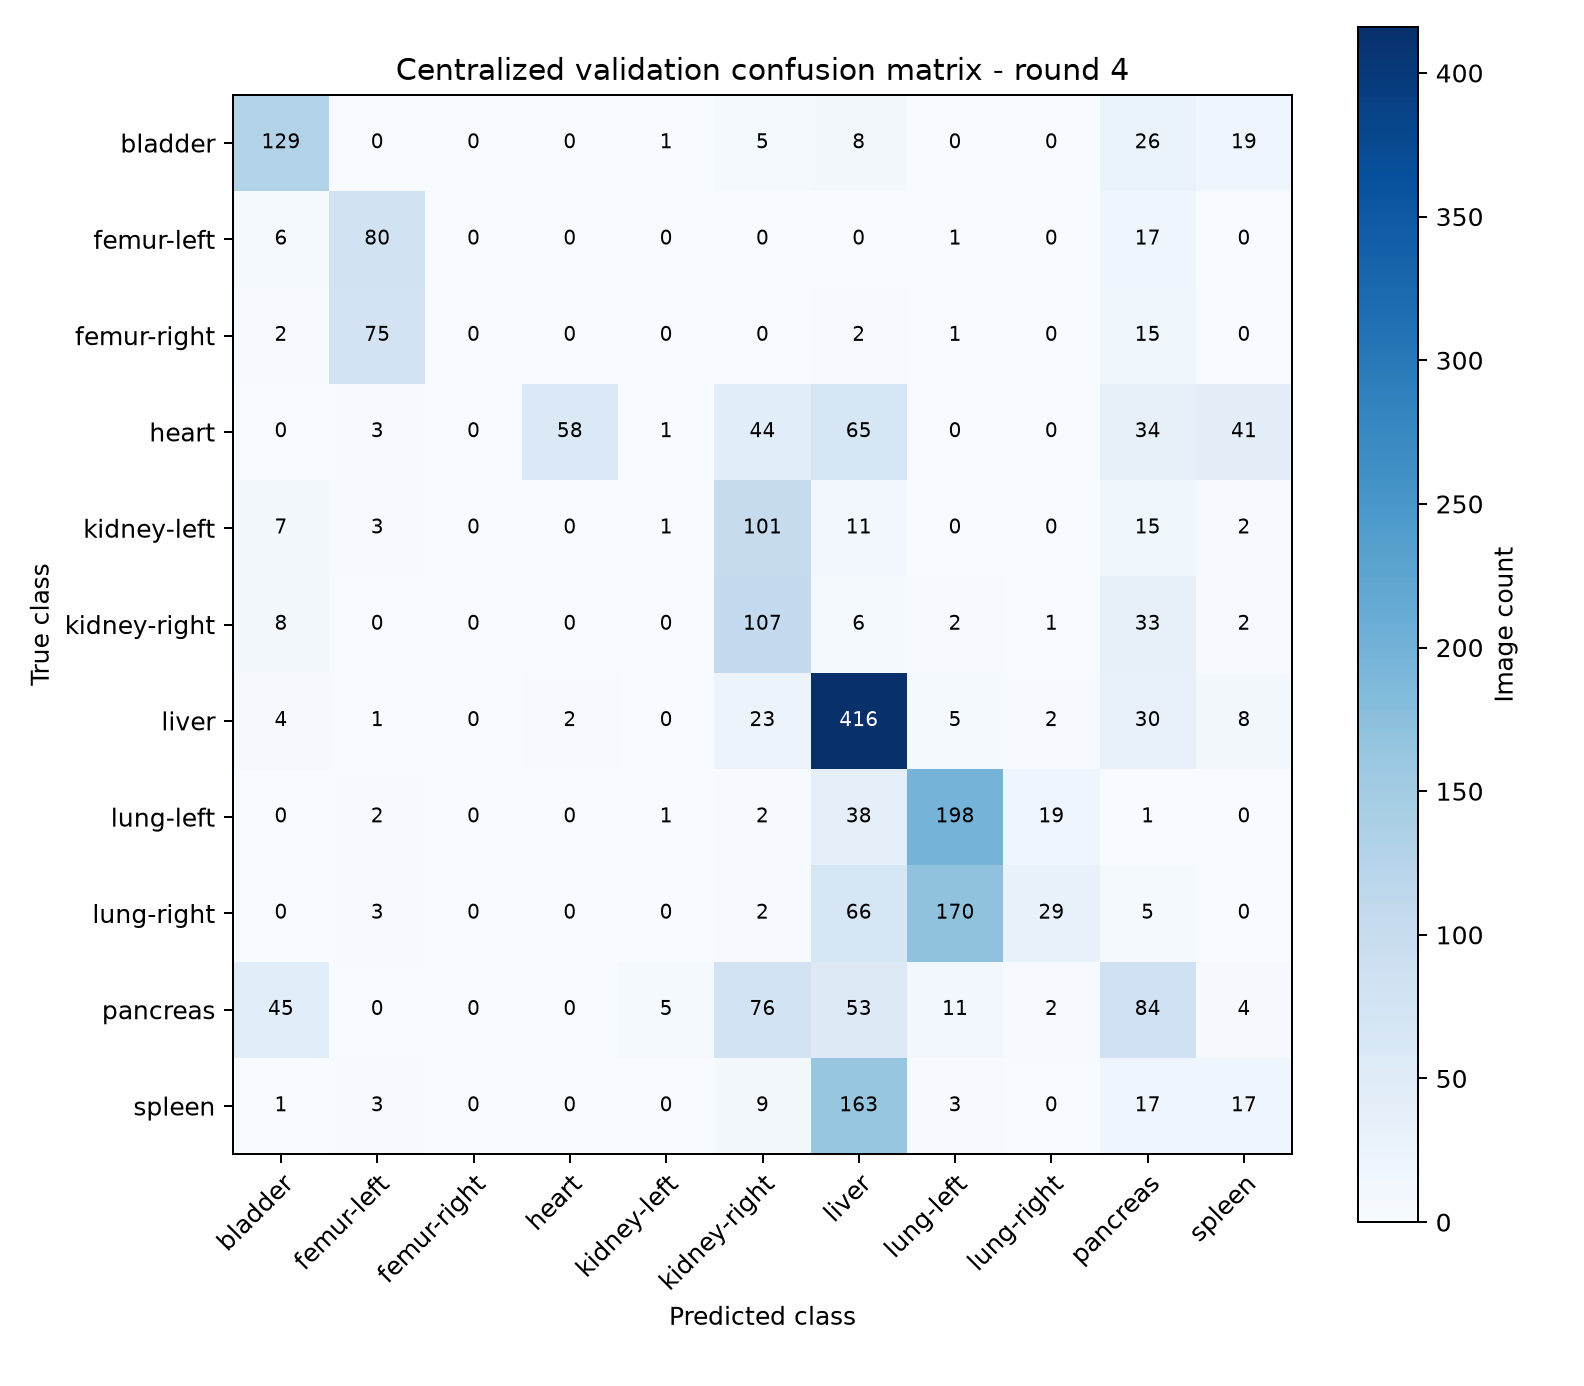 Centralized validation confusion matrix - round 4
bladder 129 0 0 0 1 5 8 0 0 26 19
femur-left 6 80 0 0 0 0 0 1 0 17 0
femur-right 2 75 0 0 0 0 2 1 0 15 0
heart 0 3 0 58 1 44 65 0 0 34 41
kidney-left 7 3 0 0 1 101 11 0 0 15 2
kidney-right 8 0 0 0 0 107 6 2 1 33 2
liver 4 1 0 2 0 23 416 5 2 30 8
lung-left 0 2 0 0 1 2 38 198 19 1 0
lung-right 0 3 0 0 0 2 66 170 29 5 0
pancreas 45 0 0 0 5 76 53 11 2 84 4
spleen 1 3 0 0 0 9 163 3 0 17 17
bladder femur-left femur-right heart kidney-left kidney-right liver lung-left lung-right pancreas spleen
Predicted class
True class
400
350
300
250
200
150
100
50
0
Image count